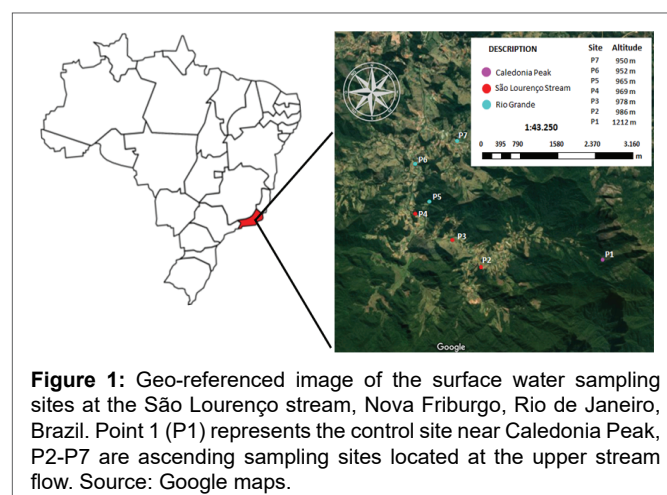 DESCRIPTION
Caledonia Peak
São Lourenço Stream
Rio Grande
Site Altitude
P7 950 m
P6 952 m
P5 965 m
P4 969 m
P3 978 m
P2 986 m
P1 1212 m
1:43.250
0 395 790 1580 2.370 3.160
m
P7
P6
P5
P4
P3
P2
P1
Google
Figure 1: Geo-referenced image of the surface water sampling
sites at the São Lourenço stream, Nova Friburgo, Rio de Janeiro,
Brazil. Point 1 (P1) represents the control site near Caledonia Peak,
P2-P7 are ascending sampling sites located at the upper stream
flow. Source: Google maps.